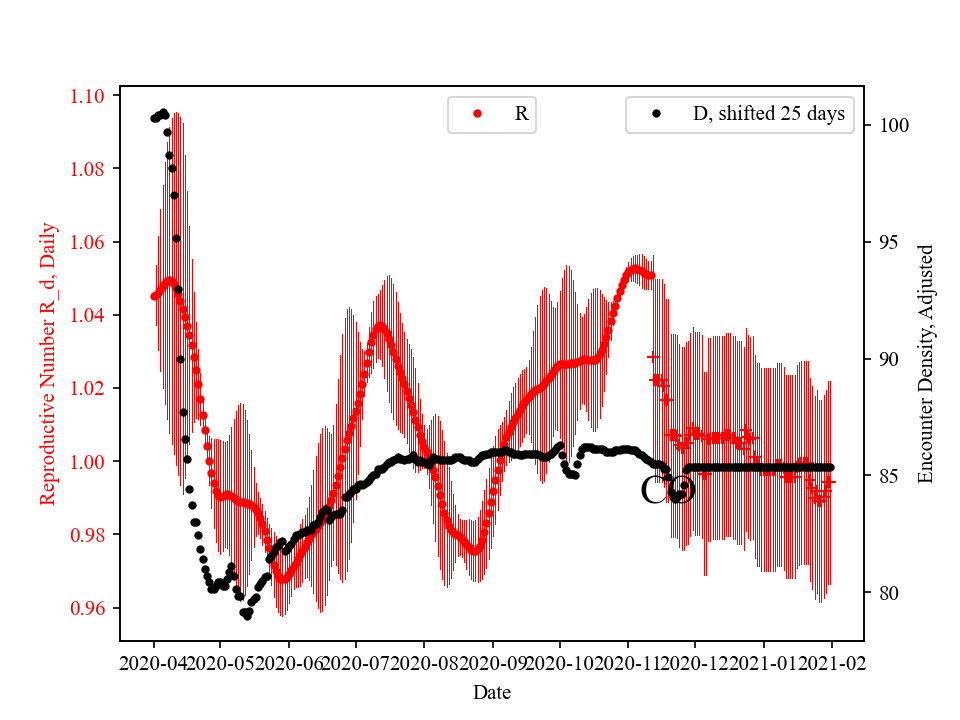 R
D, shifted 25 days
1.10
1.08
1.06
1.04
1.02
1.00
0.98
0.96
Reproductive Number R_d, Daily
100
95
90
85
80
Encounter Density, Adjusted
CO
2020-04 2020-05 2020-06 2020-07 2020-08 2020-09 2020-10 2020-11 2020-12 2021-01 2021-02
Date